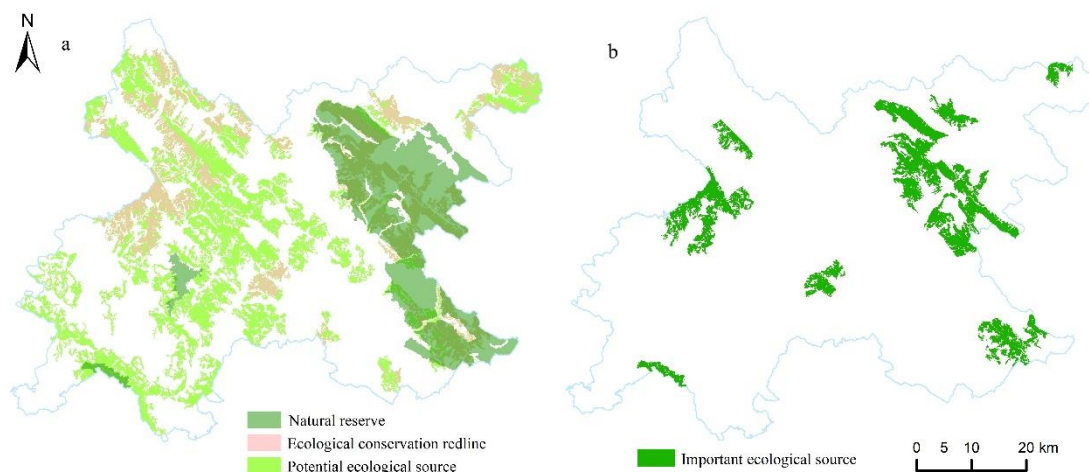 N
a
b
Natural reserve
Ecological conservation redline
Potential ecological source
Important ecological source
0 5 10 20 km